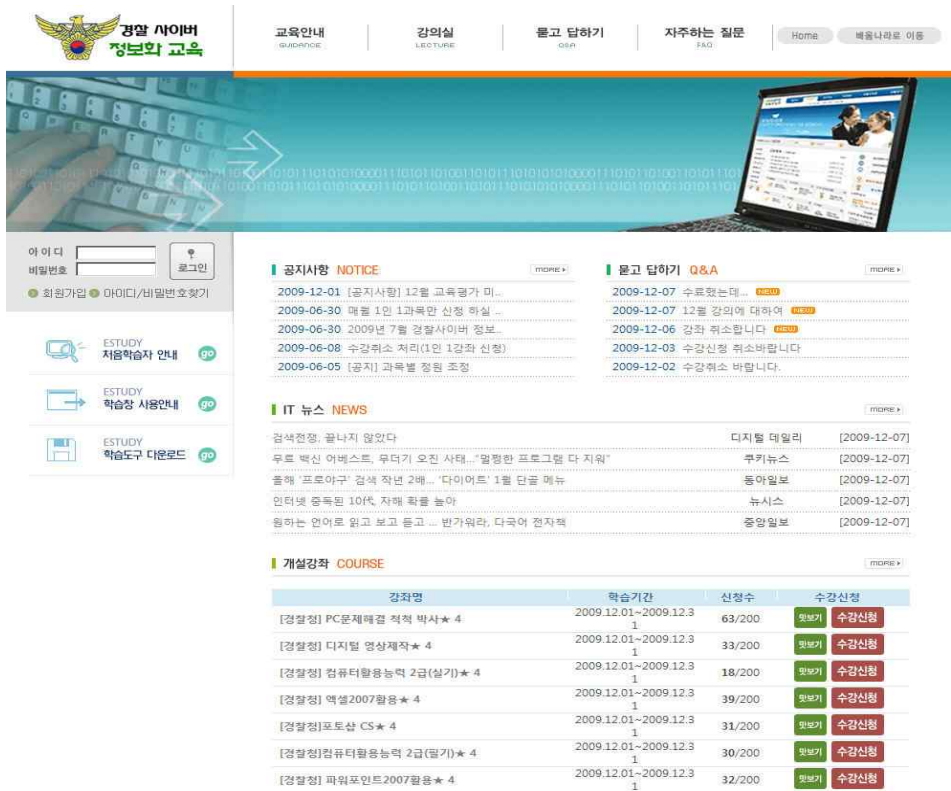 경찰 사이버
정보화 교육
교육안내
GUIDANCE
강의실
LECTURE
묻고 답하기
Q&A
자주하는 질문
FAQ
Home
배움나라로 이동
아이디
비밀번호
로그인
회원가입
아이디/비밀번호찾기
ESTUDY
처음학습자 안내
go
ESTUDY
학습창 사용안내
go
ESTUDY
학습도구 다운로드
go
공지사항 NOTICE
more
2009-12-01 [공지사항] 12월 교육평가 미..
2009-06-30 매월 1인 1과목만 신청 하실 ..
2009-06-30 2009년 7월 경찰사이버 정보..
2009-06-08 수강취소 처리(1인 1강좌 신청)
2009-06-05 [공지] 과목별 정원 조정
묻고 답하기 Q&A
more
2009-12-07 수료했는데... NEW
2009-12-07 12월 강의에 대하여 NEW
2009-12-06 강좌 취소합니다 NEW
2009-12-03 수강신청 취소바랍니다
2009-12-02 수강취소 바랍니다.
IT 뉴스 NEWS
more
검색전쟁, 끝나지 않았다 디지털 데일리 [2009-12-07]
무료 백신 어베스트, 무더기 오진 사태..."멀쩡한 프로그램 다 지워" 쿠키뉴스 [2009-12-07]
올해 '프로야구' 검색 작년 2배... '다이어트' 1월 단골 메뉴 동아일보 [2009-12-07]
인터넷 중독된 10代, 자해 확률 높아 뉴시스 [2009-12-07]
원하는 언어로 읽고 보고 듣고 ... 반가워라, 다국어 전자책 중앙일보 [2009-12-07]
개설강좌 COURSE
more
강좌명 학습기간 신청수 수강신청
[경찰청] PC문제해결 척척 박사★ 4 2009.12.01~2009.12.31 63/200 맛보기 수강신청
[경찰청] 디지털 영상제작★ 4 2009.12.01~2009.12.31 33/200 맛보기 수강신청
[경찰청] 컴퓨터활용능력 2급(실기)★ 4 2009.12.01~2009.12.31 18/200 맛보기 수강신청
[경찰청] 엑셀2007활용★ 4 2009.12.01~2009.12.31 39/200 맛보기 수강신청
[경찰청]포토샵 CS★ 4 2009.12.01~2009.12.31 31/200 맛보기 수강신청
[경찰청]컴퓨터활용능력 2급(필기)★ 4 2009.12.01~2009.12.31 30/200 맛보기 수강신청
[경찰청] 파워포인트2007활용★ 4 2009.12.01~2009.12.31 32/200 맛보기 수강신청